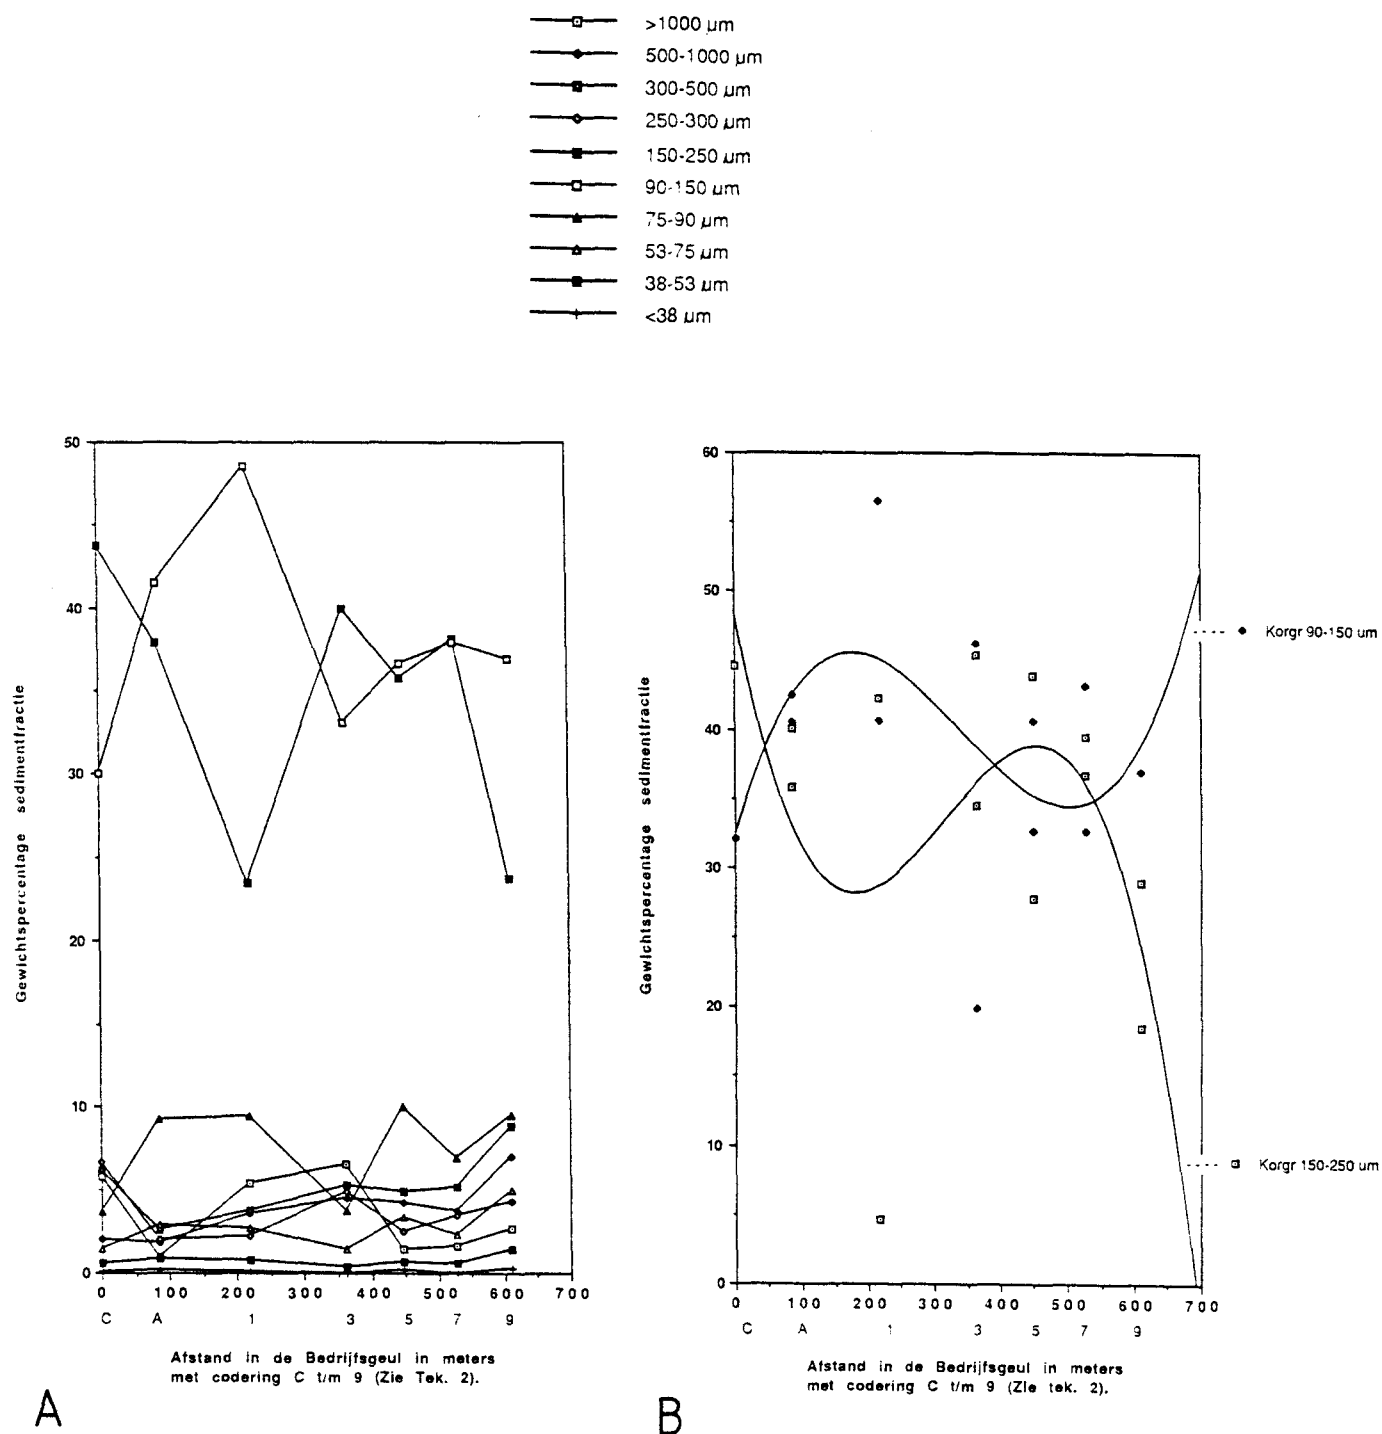 >1000 µm
500-1000 µm
300-500 µm
250-300 µm
150-250 µm
90-150 µm
75-90 µm
53-75 µm
38-53 µm
<38 µm
Gewichtspercentage sedimentfractie
50
40
30
20
10
0
0 100 200 300 400 500 600 700
C A 1 3 5 7 9
Afstand in de Bedrijfsgeul in meters
met codering C t/m 9 (Zie Tek. 2).
A
Gewichtspercentage sedimentfractie
60
50
40
30
20
10
0
Korgr 90-150 um
Korgr 150-250 um
0 100 200 300 400 500 600 700
C A 1 3 5 7 9
Afstand in de Bedrijfsgeul in meters
met codering C t/m 9 (Zie tek. 2).
B